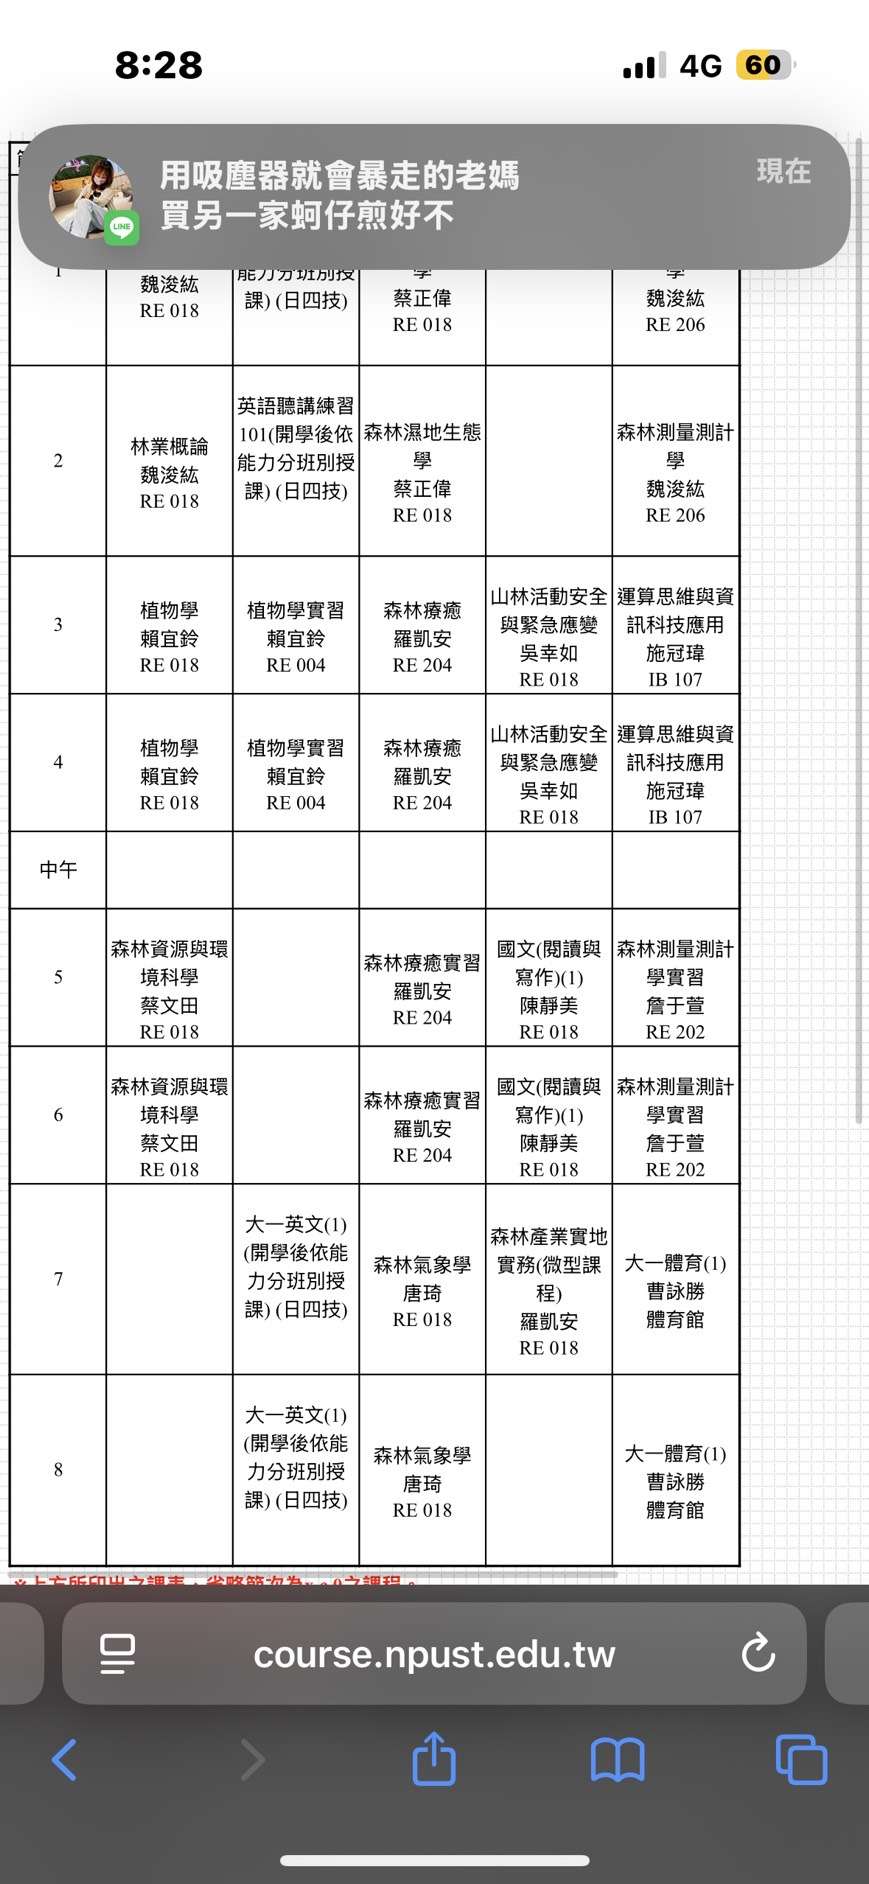 8:28
4G
60
用吸塵器就會暴走的老媽
現在
買另一家蚵仔煎好不
LINE
1
魏浚紘
RE 018
能力分班別授
課) (日四技)
學
蔡正偉
RE 018
學
魏浚紘
RE 206
2
林業概論
魏浚紘
RE 018
英語聽講練習
101(開學後依
能力分班別授
課) (日四技)
森林濕地生態
學
蔡正偉
RE 018
森林測量測計
學
魏浚紘
RE 206
3
植物學
賴宜鈴
RE 018
植物學實習
賴宜鈴
RE 004
森林療癒
羅凱安
RE 204
山林活動安全
與緊急應變
吳幸如
RE 018
運算思維與資
訊科技應用
施冠瑋
IB 107
4
植物學
賴宜鈴
RE 018
植物學實習
賴宜鈴
RE 004
森林療癒
羅凱安
RE 204
山林活動安全
與緊急應變
吳幸如
RE 018
運算思維與資
訊科技應用
施冠瑋
IB 107
中午
5
森林資源與環
境科學
蔡文田
RE 018
森林療癒實習
羅凱安
RE 204
國文(閱讀與
寫作)(1)
陳靜美
RE 018
森林測量測計
學實習
詹于萱
RE 202
6
森林資源與環
境科學
蔡文田
RE 018
森林療癒實習
羅凱安
RE 204
國文(閱讀與
寫作)(1)
陳靜美
RE 018
森林測量測計
學實習
詹于萱
RE 202
7
大一英文(1)
(開學後依能
力分班別授
課) (日四技)
森林氣象學
唐琦
RE 018
森林產業實地
實務(微型課
程)
羅凱安
RE 018
大一體育(1)
曹詠勝
體育館
8
大一英文(1)
(開學後依能
力分班別授
課) (日四技)
森林氣象學
唐琦
RE 018
大一體育(1)
曹詠勝
體育館
※上方所印出之課表，省略節次為
之課程。
course.npust.edu.tw